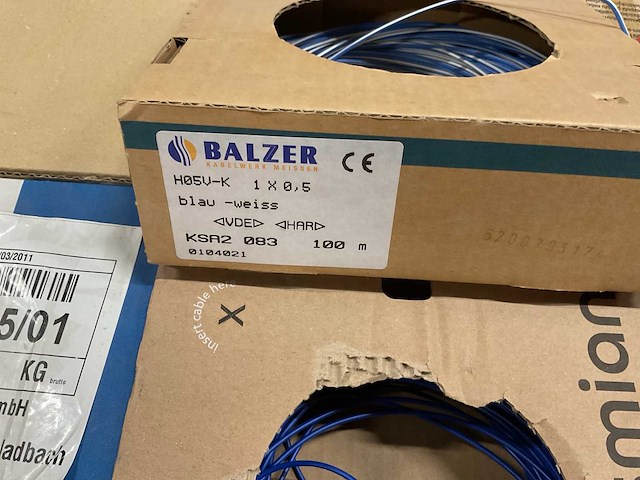 BALZER
KABELWERK MEISSEN
CE
H05V-K 1 X 0,5
blau -weiss
◁VDE▷ ◁HAR▷
KSA2 083 100 m
0104021
03/2011
5/01
KG brutto
mbH
ladbach
insert cable here
X
smian